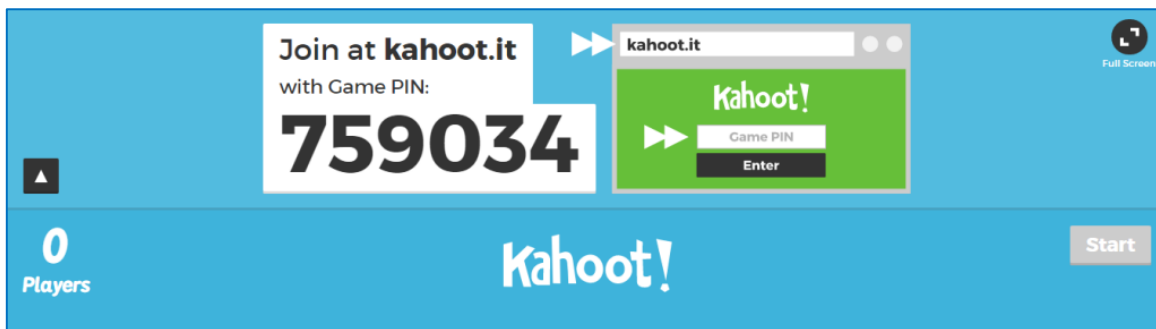 Join at kahoot.it
with Game PIN:
759034
kahoot.it
Kahoot!
Game PIN
Enter
Full Screen
0
Players
Kahoot!
Start